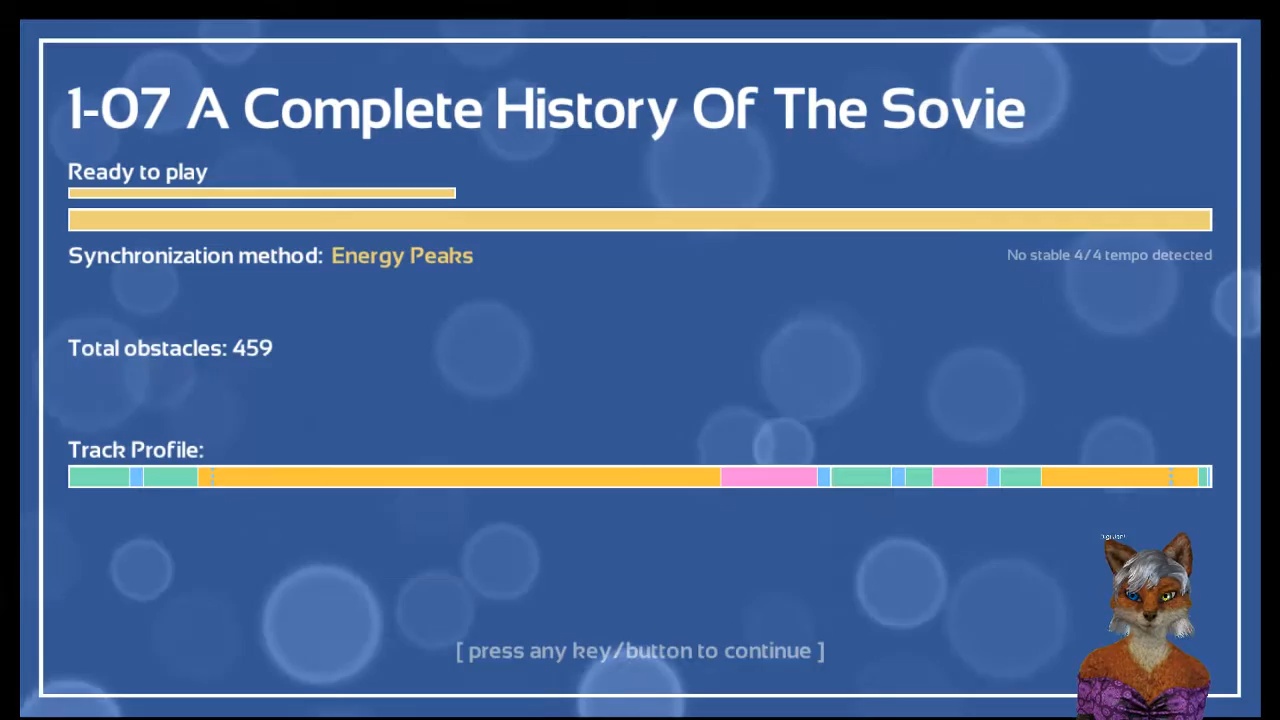 1-07 A Complete History Of The Sovie
Ready to play
Synchronization method: Energy Peaks
No stable 4/4 tempo detected
Total obstacles: 459
Track Profile:
[ press any key/button to continue ]